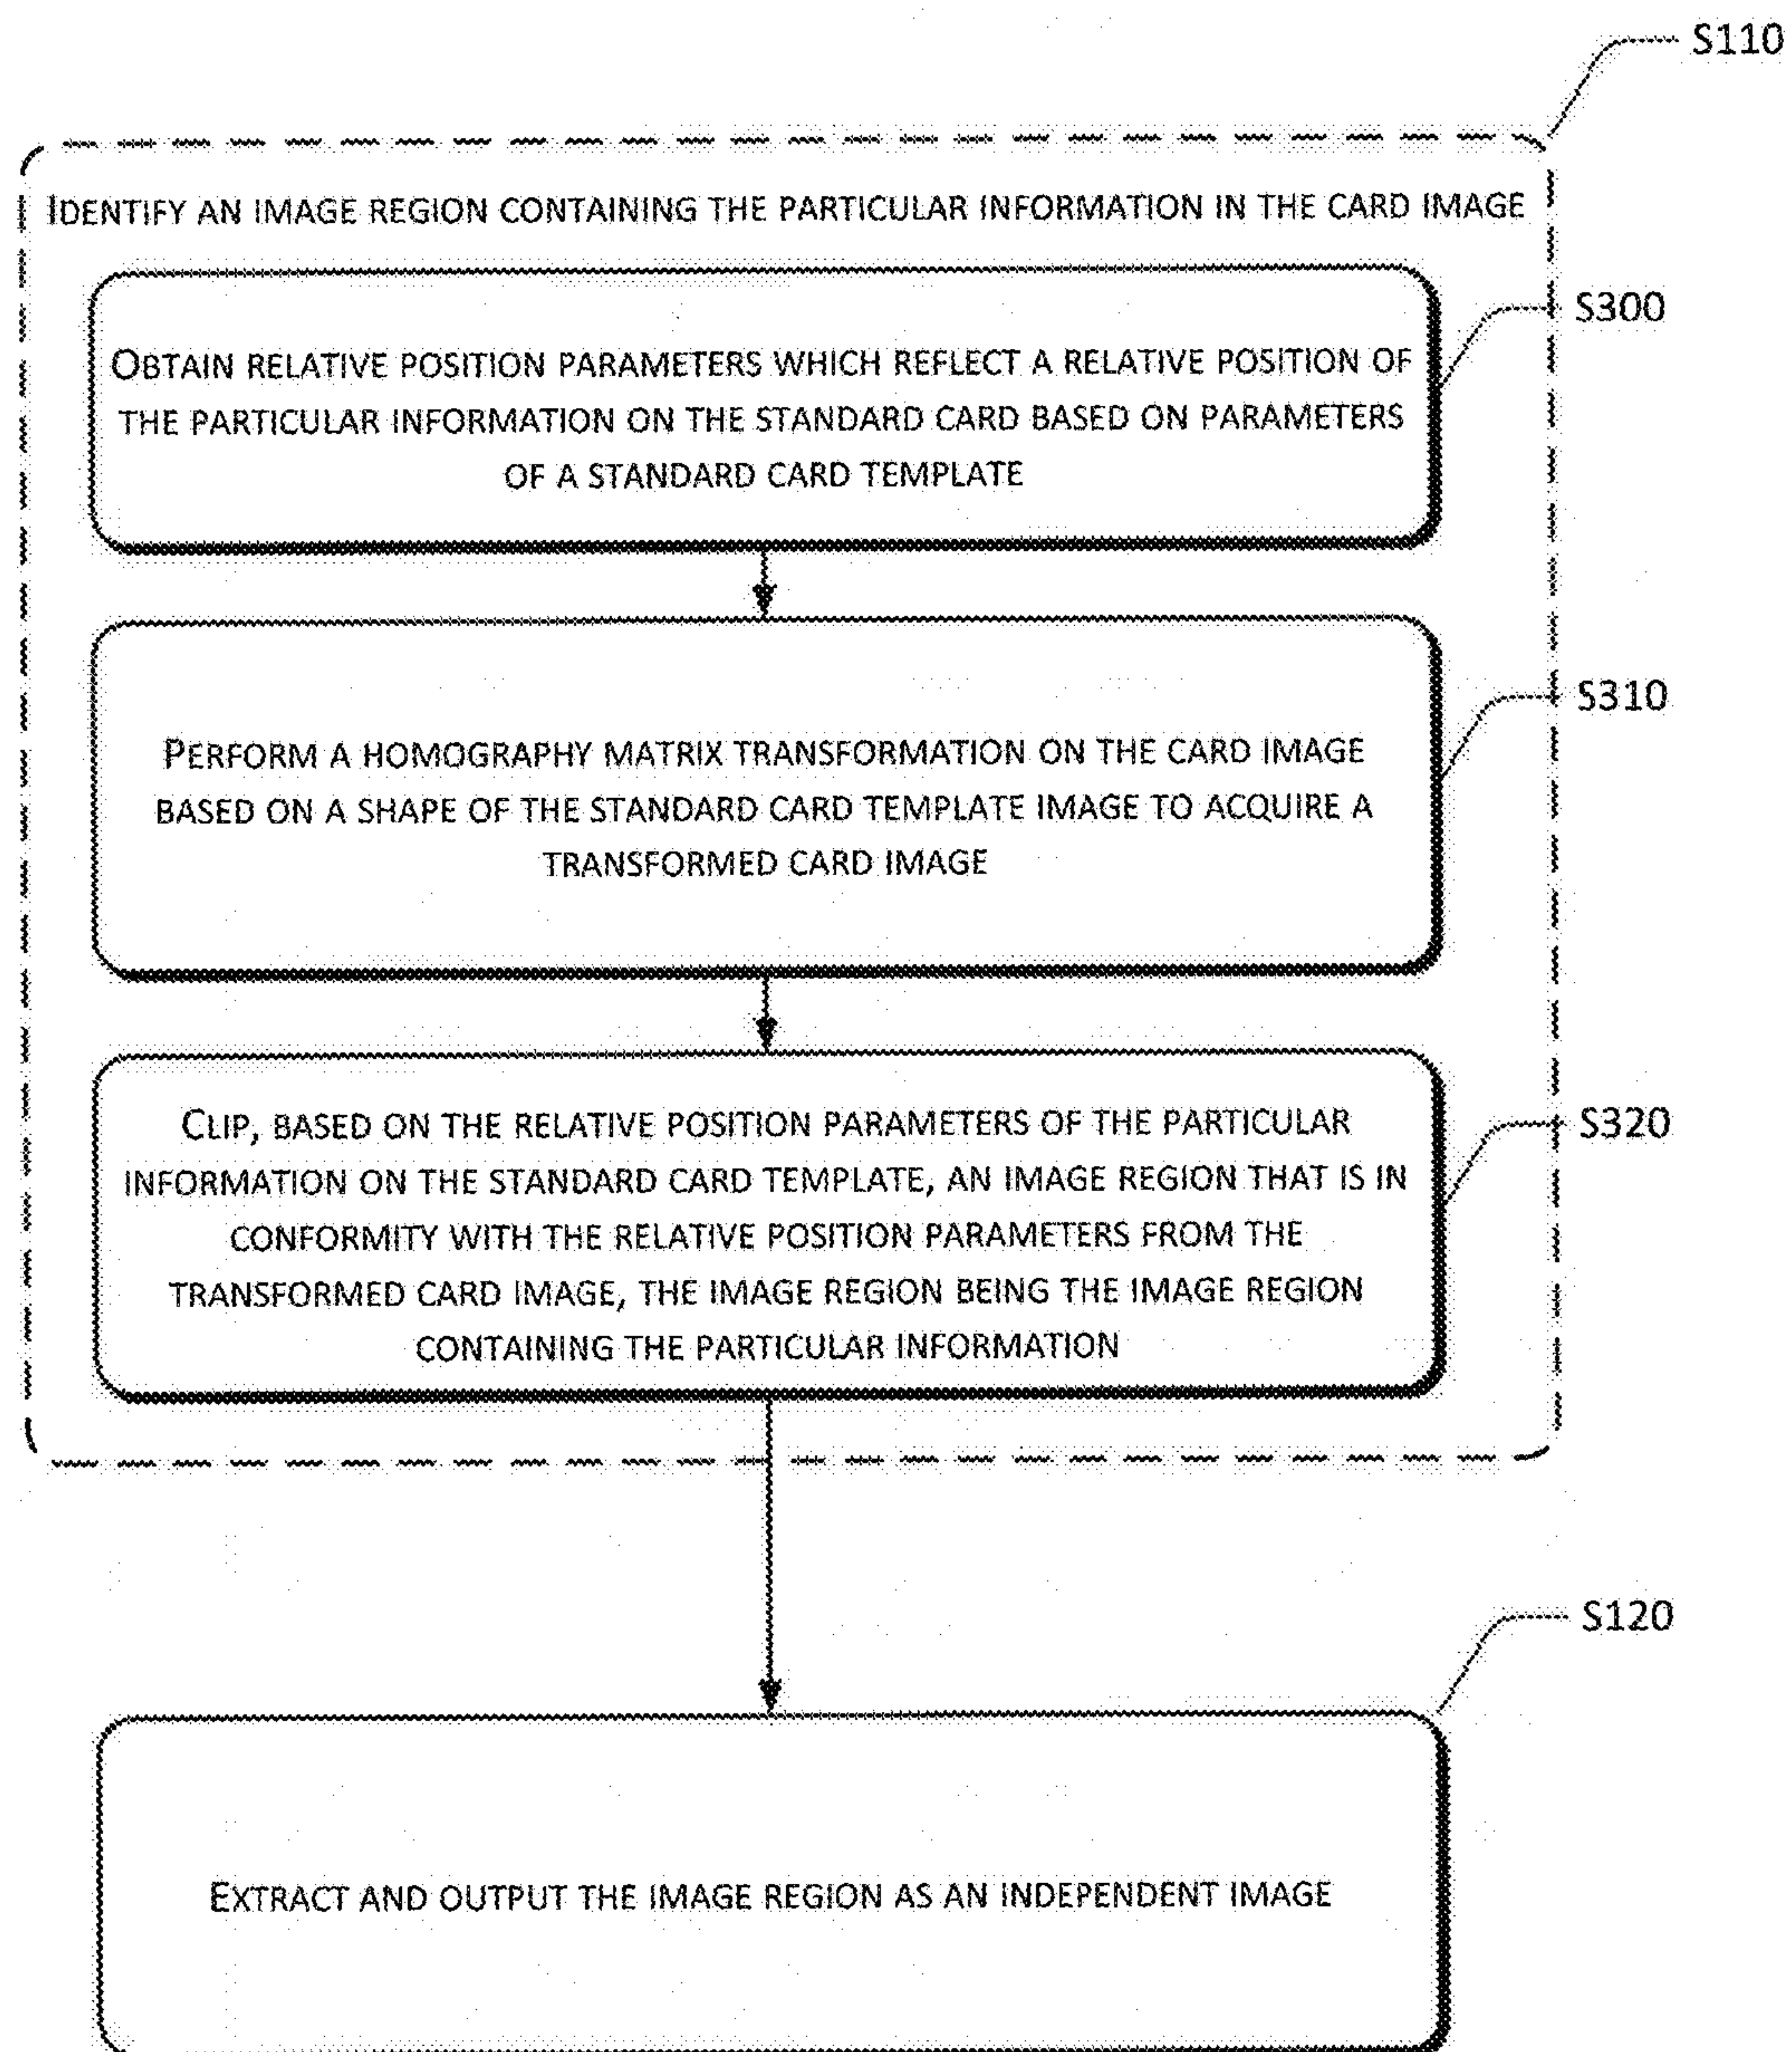 S110
IDENTIFY AN IMAGE REGION CONTAINING THE PARTICULAR INFORMATION IN THE CARD IMAGE
S300
OBTAIN RELATIVE POSITION PARAMETERS WHICH REFLECT A RELATIVE POSITION OF
THE PARTICULAR INFORMATION ON THE STANDARD CARD BASED ON PARAMETERS
OF A STANDARD CARD TEMPLATE
S310
PERFORM A HOMOGRAPHY MATRIX TRANSFORMATION ON THE CARD IMAGE
BASED ON A SHAPE OF THE STANDARD CARD TEMPLATE IMAGE TO ACQUIRE A
TRANSFORMED CARD IMAGE
S320
CLIP, BASED ON THE RELATIVE POSITION PARAMETERS OF THE PARTICULAR
INFORMATION ON THE STANDARD CARD TEMPLATE, AN IMAGE REGION THAT IS IN
CONFORMITY WITH THE RELATIVE POSITION PARAMETERS FROM THE
TRANSFORMED CARD IMAGE, THE IMAGE REGION BEING THE IMAGE REGION
CONTAINING THE PARTICULAR INFORMATION
S120
EXTRACT AND OUTPUT THE IMAGE REGION AS AN INDEPENDENT IMAGE